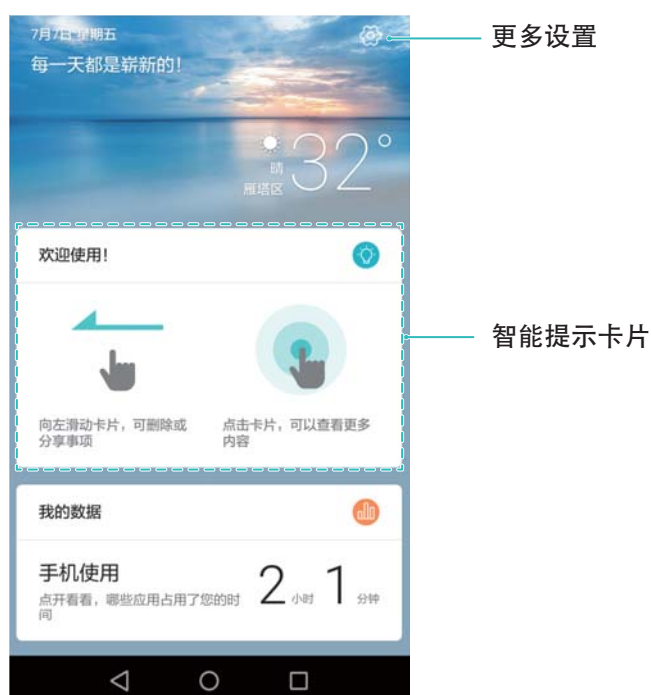 7月7日 星期五
更多设置
每一天都是崭新的！
32°
晴
雁塔区
欢迎使用！
智能提示卡片
向左滑动卡片，可删除或
分享事项
点击卡片，可以查看更多
内容
我的数据
手机使用
2 小时 1 分钟
点开看看，哪些应用占用了您的时
间